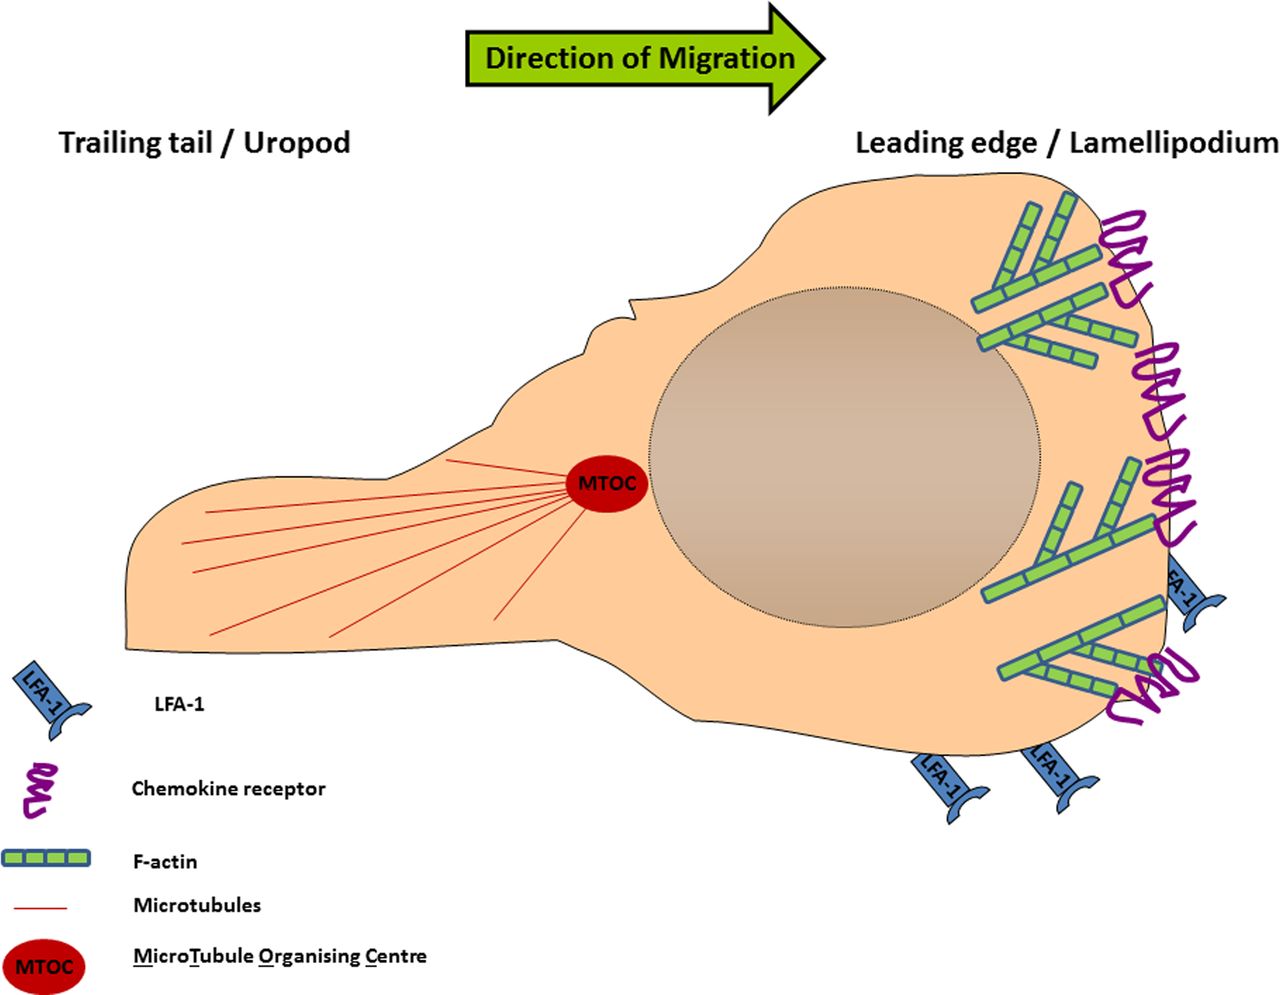 Direction of Migration
Trailing tail / Uropod
Leading edge / Lamellipodium
MTOC
FA-1
LFA-1
LFA-1
LFA-1
LFA-1
Chemokine receptor
F-actin
Microtubules
MTOC
MicroTubule Organising Centre